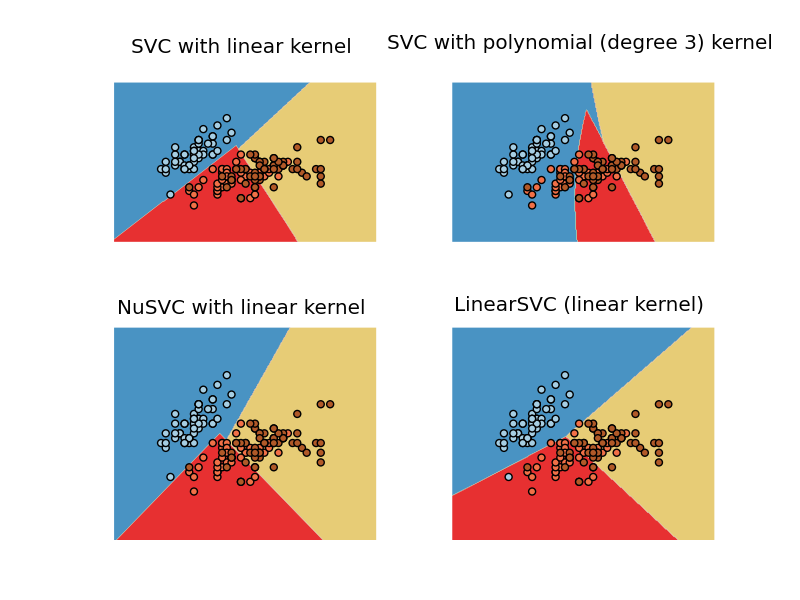 SVC with linear kernel
SVC with polynomial (degree 3) kernel
NuSVC with linear kernel
LinearSVC (linear kernel)